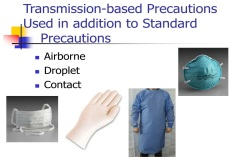 Transmission-based Precautions
Used in addition to Standard
Precautions
Airborne
Droplet
Contact